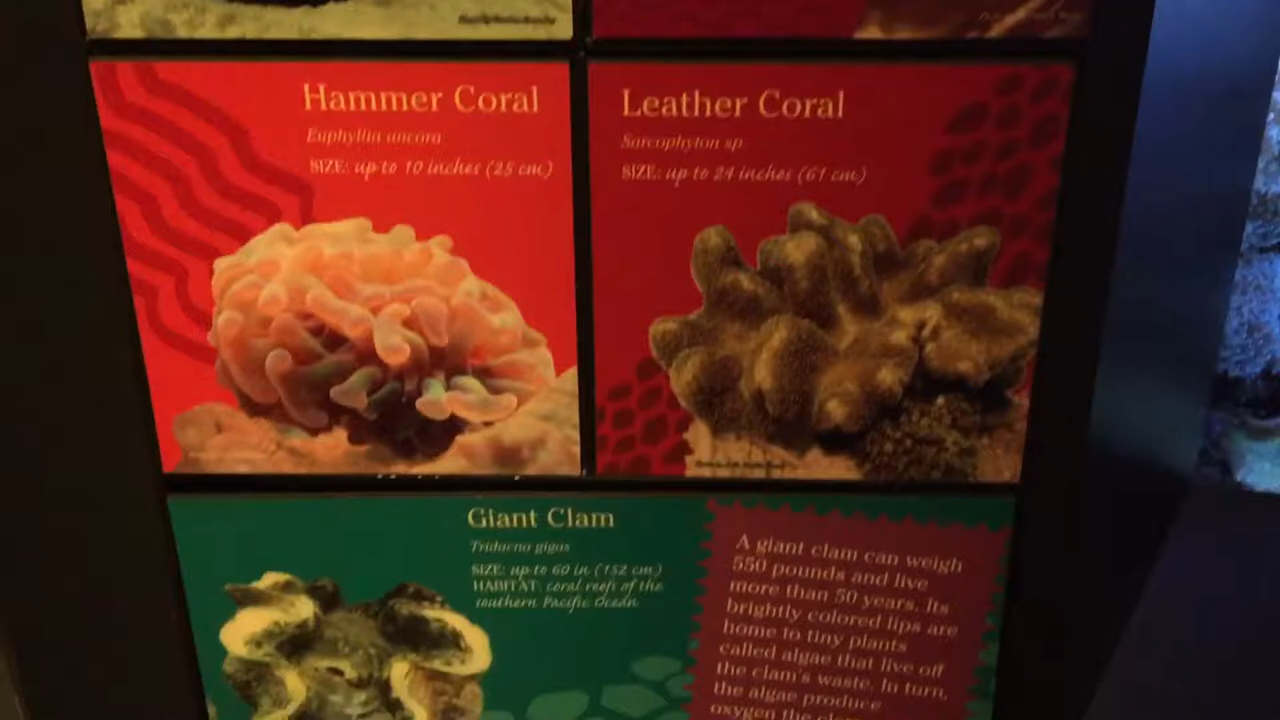 Hammer Coral
Euphyllia ancora
SIZE: up to 10 inches (25 cm)
Leather Coral
Sarcophyton sp.
SIZE: up to 24 inches (61 cm)
Giant Clam
Tridacna gigas
SIZE: up to 60 in (152 cm)
HABITAT: coral reefs of the
southern Pacific Ocean
A giant clam can weigh
550 pounds and live
more than 50 years. Its
brightly colored lips are
home to tiny plants
called algae that live off
the clam's waste. In turn,
the algae produce
oxygen the